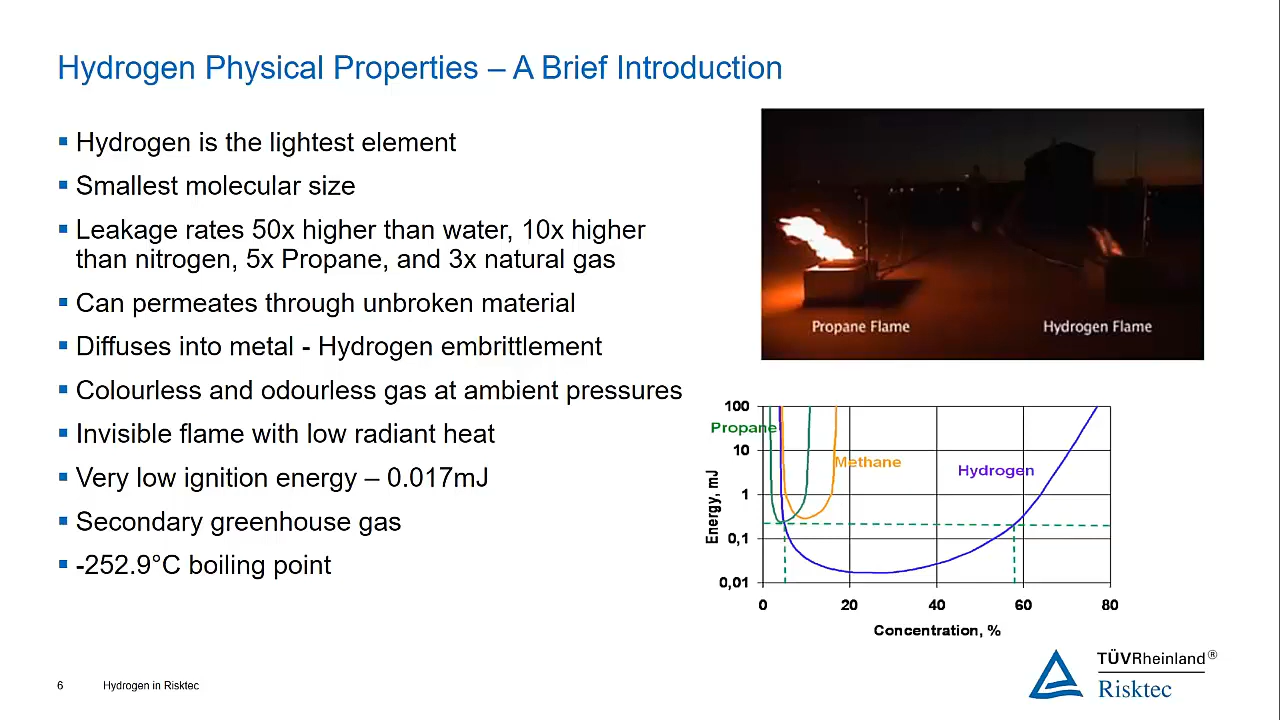 Hydrogen Physical Properties – A Brief Introduction
▪ Hydrogen is the lightest element
▪ Smallest molecular size
▪ Leakage rates 50x higher than water, 10x higher
than nitrogen, 5x Propane, and 3x natural gas
▪ Can permeates through unbroken material
▪ Diffuses into metal - Hydrogen embrittlement
▪ Colourless and odourless gas at ambient pressures
▪ Invisible flame with low radiant heat
▪ Very low ignition energy – 0.017mJ
▪ Secondary greenhouse gas
▪ -252.9°C boiling point
Propane Flame
Hydrogen Flame
100
Propane
10
Methane
Hydrogen
Energy, mJ
1
0,1
0,01
0 20 40 60 80
Concentration, %
6 Hydrogen in Risktec
TÜVRheinland®
Risktec